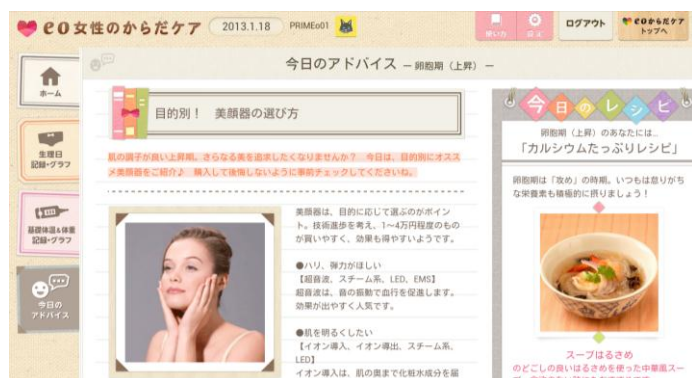 eo女性のからだケア
2013.1.18
PRIMEo01
使い方
設定
ログアウト
eoからだケア
トップへ
ホーム
生理日
記録・グラフ
基礎体温&体重
記録・グラフ
今日の
アドバイス
今日のアドバイス ー 卵胞期（上昇） ー
目的別！ 美顔器の選び方
肌の調子が良い上昇期。さらなる美を追求したくなりませんか？ 今日は、目的別にオスス
メ美顔器をご紹介♪ 購入して後悔しないように事前チェックしてくださいね。
美顔器は、目的に応じて選ぶのがポイン
ト。技術進歩を考え、1〜4万円程度のもの
が買いやすく、効果も得やすいようです。
●ハリ、弾力がほしい
【超音波、スチーム系、LED、EMS】
超音波は、音の振動で血行を促進します。
効果が出やすく人気です。
●肌を明るくしたい
【イオン導入、イオン導出、スチーム系、
LED】
イオン導入は、肌の奥まで化粧水成分を届
今日のレシピ
卵胞期（上昇）のあなたには...
「カルシウムたっぷりレシピ」
卵胞期は「攻め」の時期。いつもは怠りがち
な栄養素も積極的に摂りましょう！
スープはるさめ
のどごしの良いはるさめを使った中華風スー